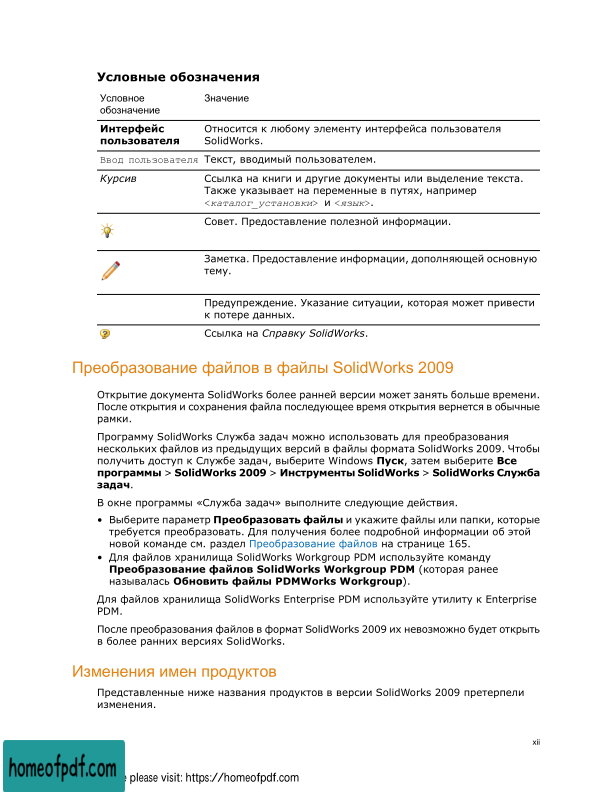 Условные обозначения
Условное обозначение
Значение
Интерфейс пользователя
Относится к любому элементу интерфейса пользователя
SolidWorks.
Ввод пользователя
Текст, вводимый пользователем.
Курсив
Ссылка на книги и другие документы или выделение текста.
Также указывает на переменные в путях, например
<каталог_установки> и <язык>.
Совет. Предоставление полезной информации.
Заметка. Предоставление информации, дополняющей основную
тему.
Предупреждение. Указание ситуации, которая может привести
к потере данных.
Ссылка на Справку SolidWorks.
Преобразование файлов в файлы SolidWorks 2009
Открытие документа SolidWorks более ранней версии может занять больше времени.
После открытия и сохранения файла последующее время открытия вернется в обычные
рамки.
Программу SolidWorks Служба задач можно использовать для преобразования
нескольких файлов из предыдущих версий в файлы формата SolidWorks 2009. Чтобы
получить доступ к Службе задач, выберите Windows Пуск, затем выберите Все
программы > SolidWorks 2009 > Инструменты SolidWorks > SolidWorks Служба
задач.
В окне программы «Служба задач» выполните следующие действия.
• Выберите параметр Преобразовать файлы и укажите файлы или папки, которые
требуется преобразовать. Для получения более подробной информации об этой
новой команде см. раздел Преобразование файлов на странице 165.
• Для файлов хранилища SolidWorks Workgroup PDM используйте команду
Преобразование файлов SolidWorks Workgroup PDM (которая ранее
называлась Обновить файлы PDMWorks Workgroup).
Для файлов хранилища SolidWorks Enterprise PDM используйте утилиту к Enterprise
PDM.
После преобразования файлов в формат SolidWorks 2009 их невозможно будет открыть
в более ранних версиях SolidWorks.
Изменения имен продуктов
Представленные ниже названия продуктов в версии SolidWorks 2009 претерпели
изменения.
xii
homeofpdf.com
please visit: https://homeofpdf.com